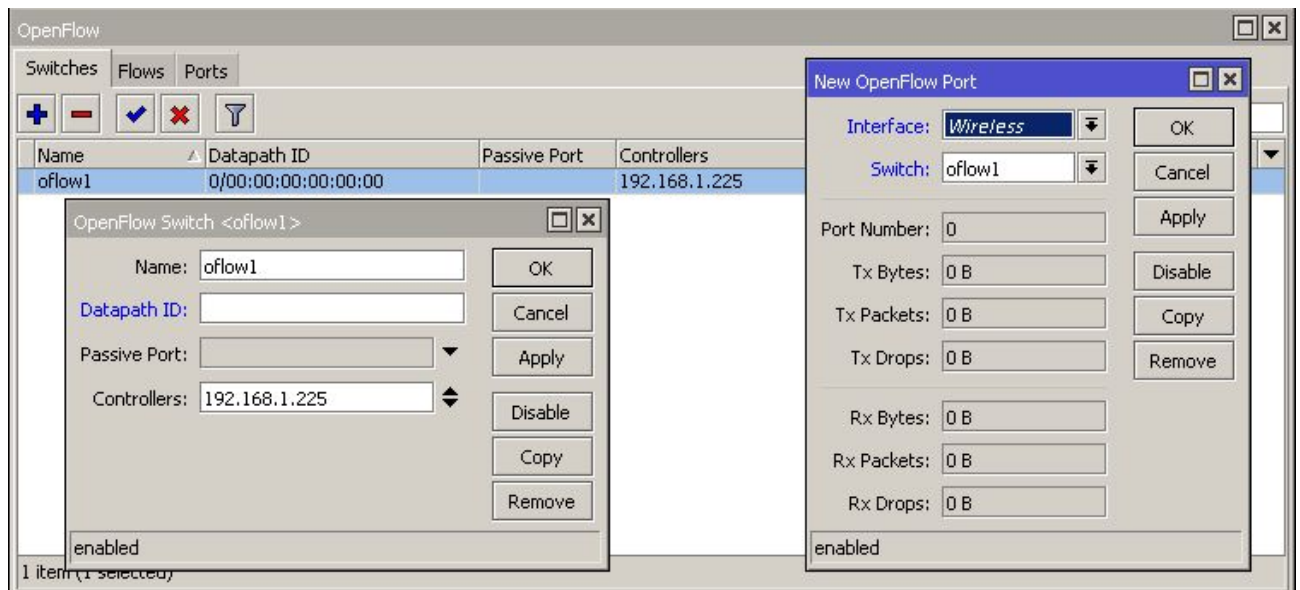 OpenFlow
Switches Flows Ports
Name Datapath ID Passive Port Controllers
oflow1 0/00:00:00:00:00:00 192.168.1.225
OpenFlow Switch <oflow1>
Name: oflow1
Datapath ID:
Passive Port:
Controllers: 192.168.1.225
OK
Cancel
Apply
Disable
Copy
Remove
enabled
New OpenFlow Port
Interface: Wireless
Switch: oflow1
Port Number: 0
Tx Bytes: 0 B
Tx Packets: 0 B
Tx Drops: 0 B
Rx Bytes: 0 B
Rx Packets: 0 B
Rx Drops: 0 B
OK
Cancel
Apply
Disable
Copy
Remove
enabled
1 item (1 selected)